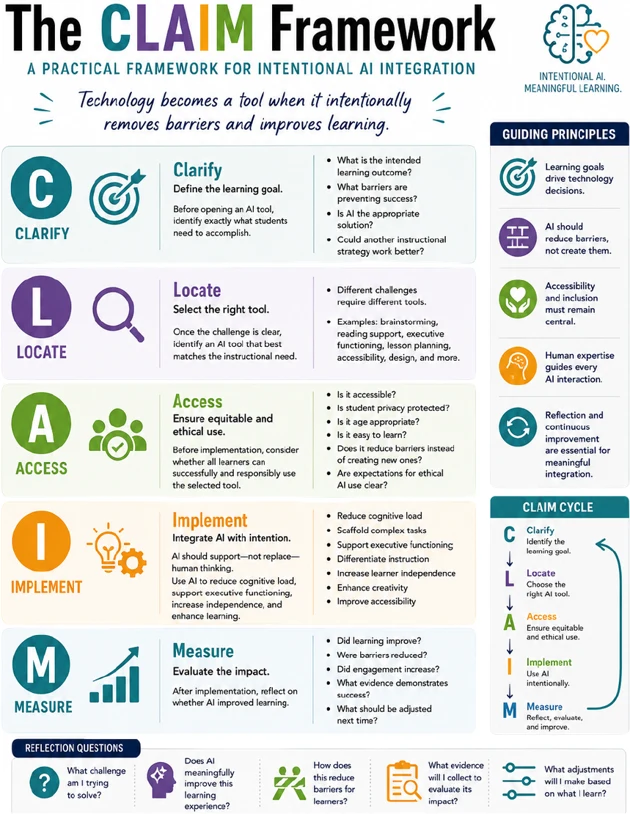 The CLAIM Framework
A PRACTICAL FRAMEWORK FOR INTENTIONAL AI INTEGRATION
Technology becomes a tool when it intentionally
removes barriers and improves learning.
INTENTIONAL AI.
MEANINGFUL LEARNING.
C
CLARIFY
Clarify
Define the learning goal.
Before opening an AI tool,
identify exactly what students
need to accomplish.
• What is the intended
learning outcome?
• What barriers are
preventing success?
• Is AI the appropriate
solution?
• Could another instructional
strategy work better?
L
LOCATE
Locate
Select the right tool.
Once the challenge is clear,
identify an AI tool that best
matches the instructional need.
• Different challenges
require different tools.
• Examples: brainstorming,
reading support, executive
functioning, lesson planning,
accessibility, design, and more.
A
ACCESS
Access
Ensure equitable and
ethical use.
Before implementation, consider
whether all learners can
successfully and responsibly use
the selected tool.
• Is it accessible?
• Is student privacy protected?
• Is it age appropriate?
• Is it easy to learn?
• Does it reduce barriers instead
of creating new ones?
• Are expectations for ethical
AI use clear?
I
IMPLEMENT
Implement
Integrate AI with intention.
AI should support—not replace—
human thinking.
Use AI to reduce cognitive load,
support executive functioning,
increase independence, and
enhance learning.
• Reduce cognitive load
• Scaffold complex tasks
• Support executive functioning
• Differentiate instruction
• Increase learner independence
• Enhance creativity
• Improve accessibility
M
MEASURE
Measure
Evaluate the impact.
After implementation, reflect on
whether AI improved learning.
• Did learning improve?
• Were barriers reduced?
• Did engagement increase?
• What evidence demonstrates
success?
• What should be adjusted
next time?
GUIDING PRINCIPLES
Learning goals
drive technology
decisions.
AI should
reduce barriers,
not create them.
Accessibility
and inclusion
must remain
central.
Human expertise
guides every
AI interaction.
Reflection and
continuous
improvement
are essential for
meaningful
integration.
CLAIM CYCLE
C Clarify
Identify the
learning goal.
L Locate
Choose the
right AI tool.
A Access
Ensure equitable
and ethical use.
I Implement
Use AI
intentionally.
M Measure
Reflect, evaluate,
and improve.
REFLECTION QUESTIONS
?
What challenge
am I trying
to solve?
Does AI
meaningfully
improve this
learning
experience?
How does
this reduce
barriers for
learners?
What evidence
will I collect to
evaluate its
impact?
What adjustments
will I make based
on what I learn?